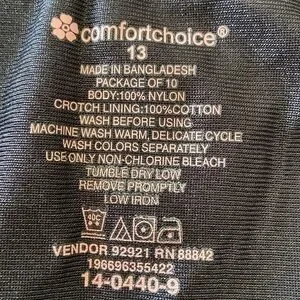 comfortchoice®
13
MADE IN BANGLADESH
PACKAGE OF 10
BODY:100% NYLON
CROTCH LINING:100%COTTON
WASH BEFORE USING
MACHINE WASH WARM, DELICATE CYCLE
WASH COLORS SEPARATELY
USE ONLY NON-CHLORINE BLEACH
TUMBLE DRY LOW
REMOVE PROMPTLY
LOW IRON
VENDOR 92921 RN 88842
196696355422
14-0440-9